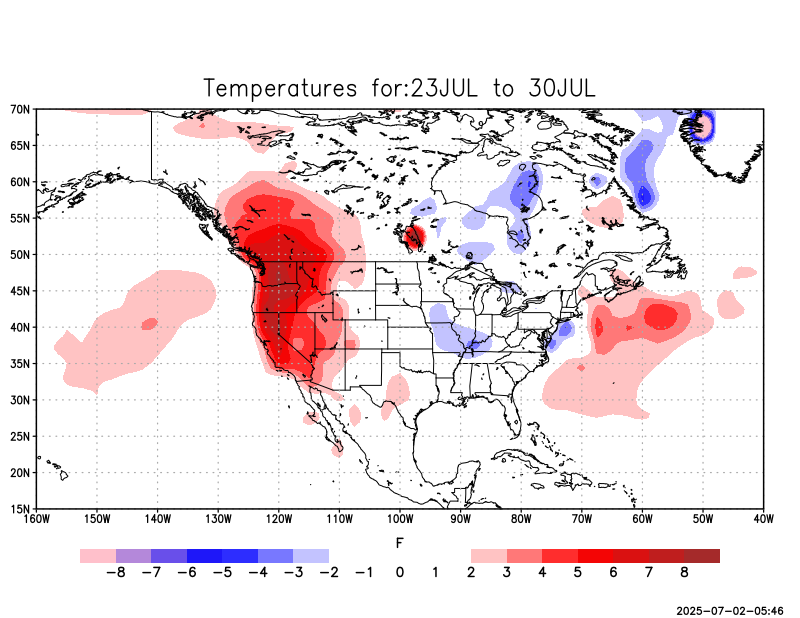 Temperatures for:23JUL to 30JUL
70N
65N
60N
55N
50N
45N
40N
35N
30N
25N
20N
15N
160W 150W 140W 130W 120W 110W 100W 90W 80W 70W 60W 50W 40W
F
-8 -7 -6 -5 -4 -3 -2 -1 0 1 2 3 4 5 6 7 8
2025-07-02-05:46